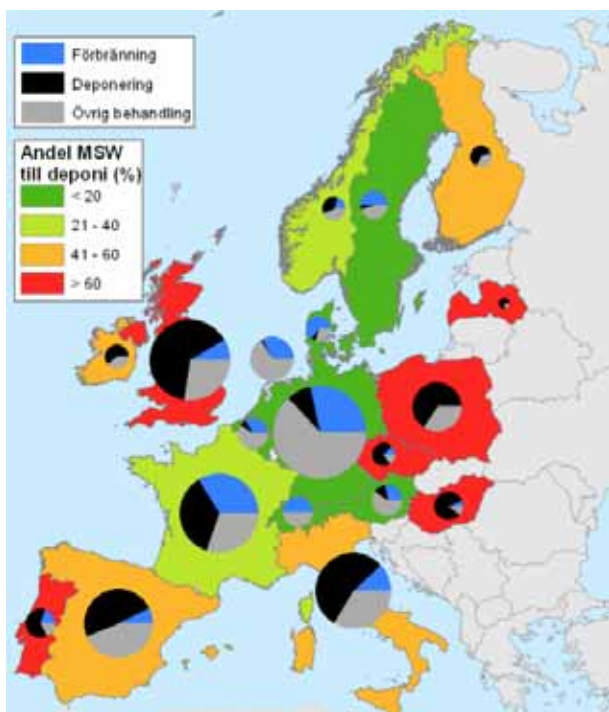 Förbränning
Deponering
Övrig behandling
Andel MSW
till deponi (%)
< 20
21 - 40
41 - 60
> 60